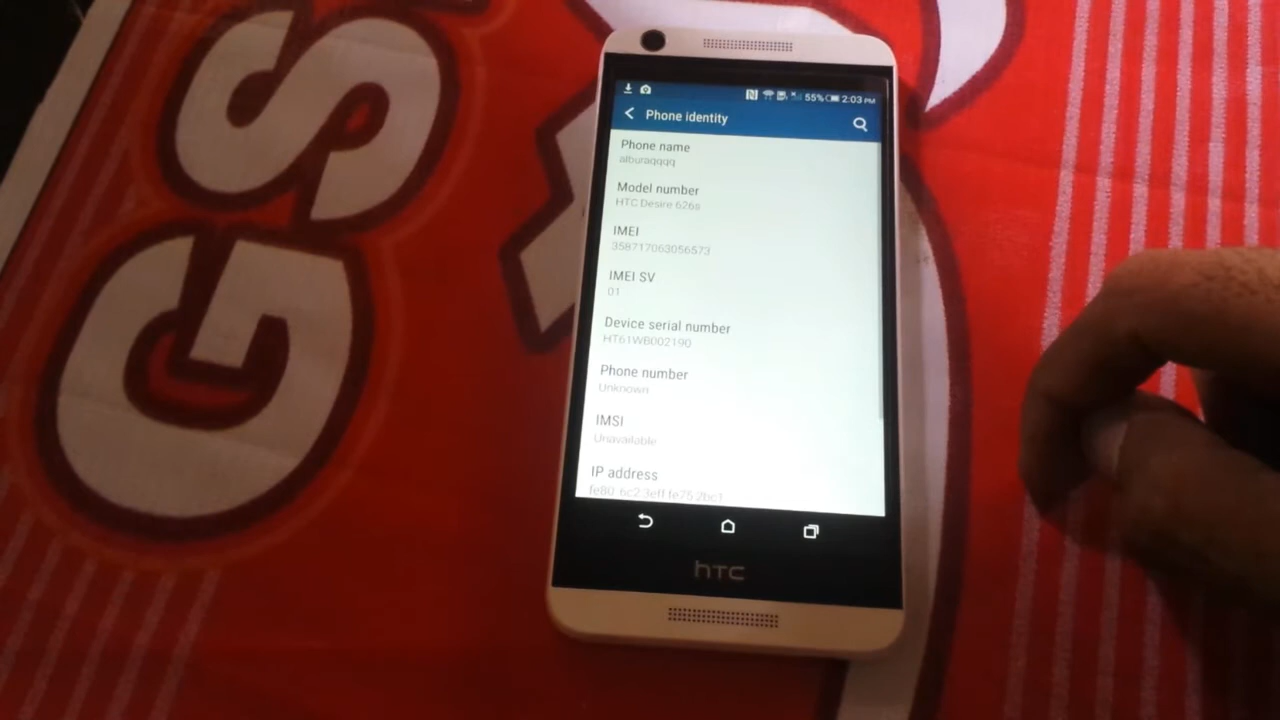 GS
55% 2:03 PM
Phone identity
Phone name
alburaqqqq
Model number
HTC Desire 626s
IMEI
358717063056573
IMEI SV
01
Device serial number
HT61WB002190
Phone number
Unknown
IMSI
Unavailable
IP address
hTC